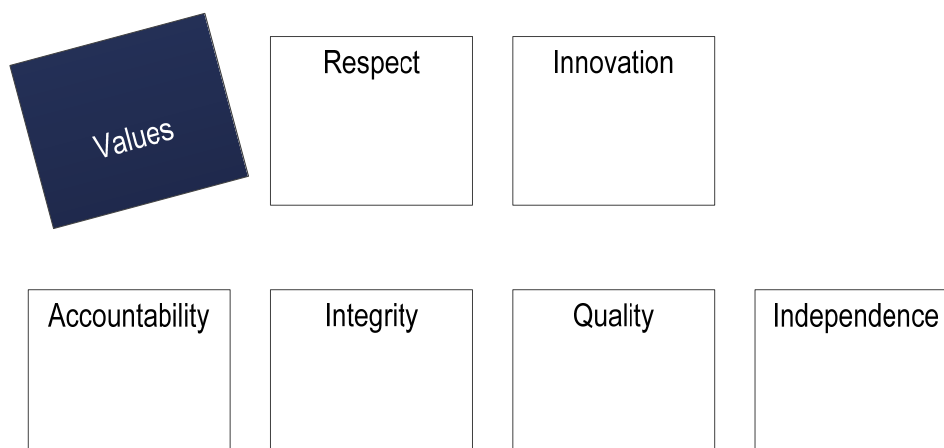 Values
Respect
Innovation
Accountability
Integrity
Quality
Independence